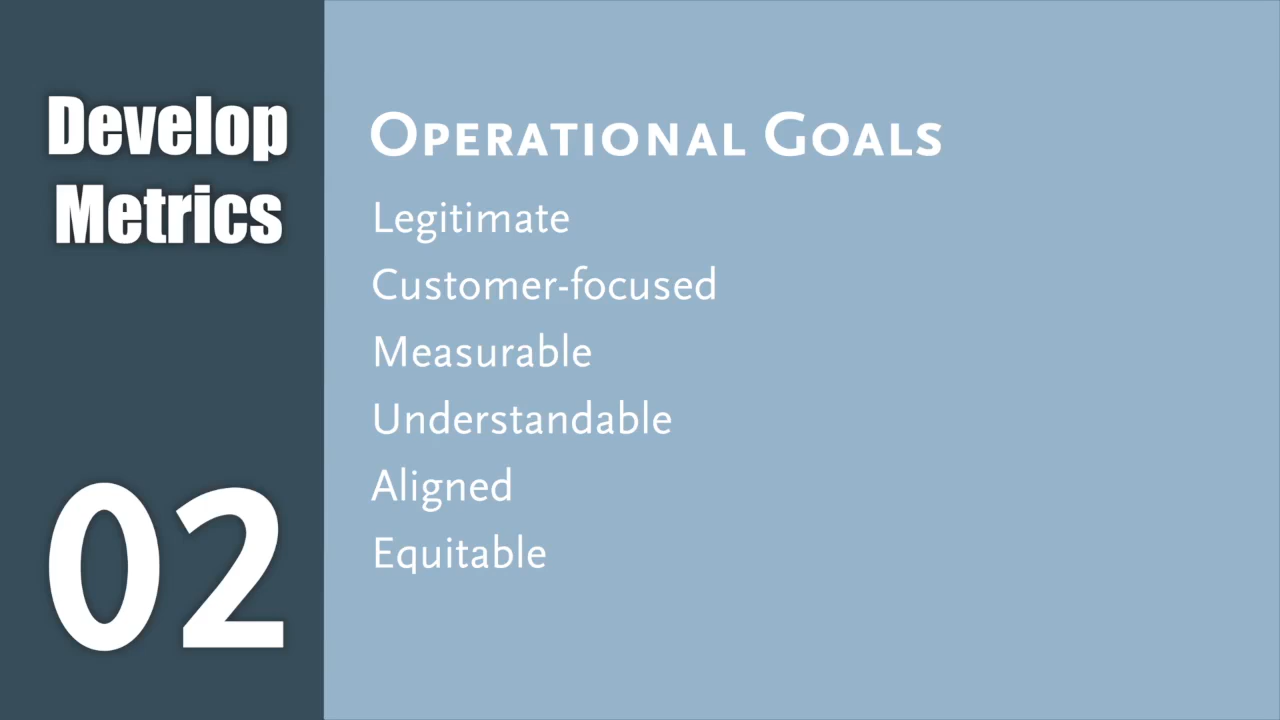 Develop
Metrics
02
Operational Goals
Legitimate
Customer-focused
Measurable
Understandable
Aligned
Equitable